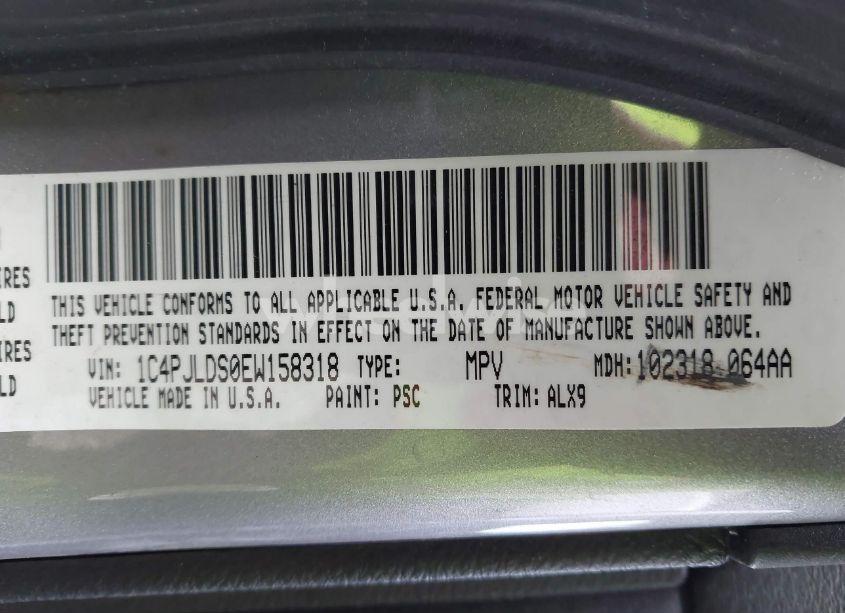 THIS VEHICLE CONFORMS TO ALL APPLICABLE U.S.A. FEDERAL MOTOR VEHICLE SAFETY AND
IRES
LD
THEFT PREVENTION STANDARDS IN EFFECT ON THE DATE OF MANUFACTURE SHOWN ABOVE.
IRES
VIN: 1C4PJLDS0EW158318 TYPE: MPV MDH:102318 064AA
LD
VEHICLE MADE IN U.S.A. PAINT: PSC TRIM: ALX9